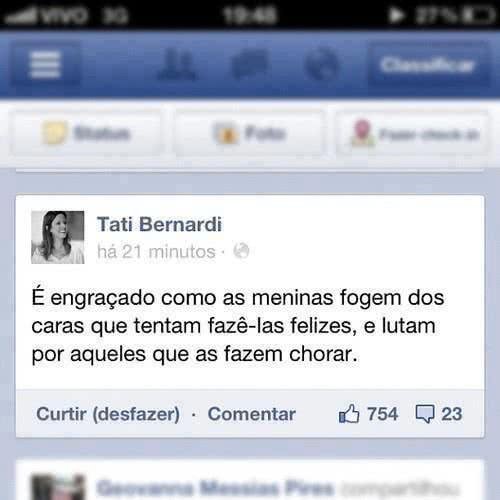 VIVO 3G 19:48 27%
Classificar
Status Foto Fazer check-in
Tati Bernardi
há 21 minutos ·
É engraçado como as meninas fogem dos
caras que tentam fazê-las felizes, e lutam
por aqueles que as fazem chorar.
Curtir (desfazer) · Comentar 754 23
Geovanna Messias Pires compartilhou